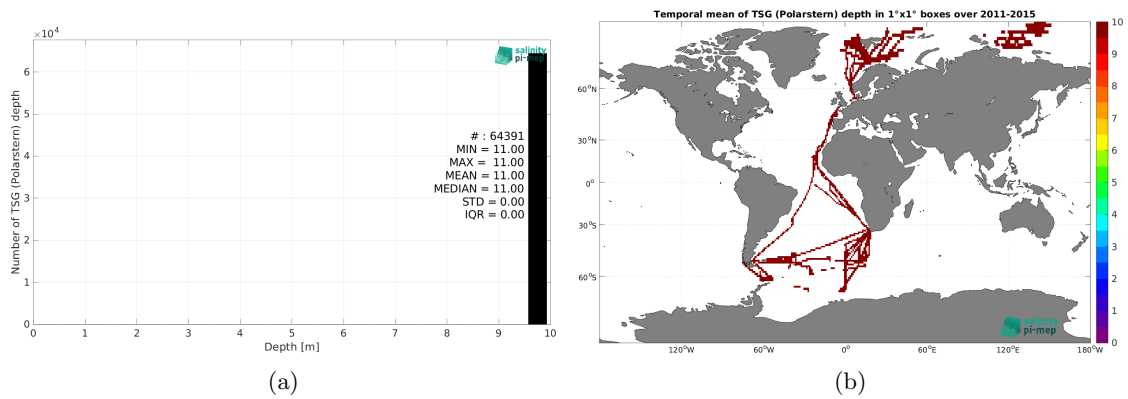 ×10⁴
salinity
pi-mep
Number of TSG (Polarstern) depth
6
5
4
3
2
1
0
# : 64391
MIN = 11.00
MAX = 11.00
MEAN = 11.00
MEDIAN = 11.00
STD = 0.00
IQR = 0.00
0 1 2 3 4 5 6 7 8 9 10
Depth [m]
(a)
Temporal mean of TSG (Polarstern) depth in 1°x1° boxes over 2011-2015
60°N
30°N
0°
30°S
60°S
120°W 60°W 0° 60°E 120°E 180°W
salinity
pi-mep
10
9
8
7
6
5
4
3
2
1
0
(b)